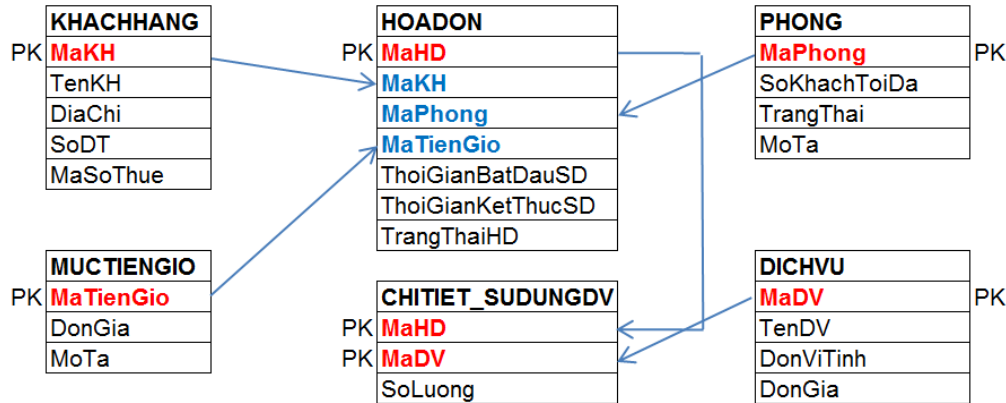 KHACHHANG
PK MaKH
TenKH
DiaChi
SoDT
MaSoThue
HOADON
PK MaHD
MaKH
MaPhong
MaTienGio
ThoiGianBatDauSD
ThoiGianKetThucSD
TrangThaiHD
PHONG
MaPhong PK
SoKhachToiDa
TrangThai
MoTa
MUCTIENGIO
PK MaTienGio
DonGia
MoTa
CHITIET_SUDUNGDV
PK MaHD
PK MaDV
SoLuong
DICHVU
MaDV PK
TenDV
DonViTinh
DonGia